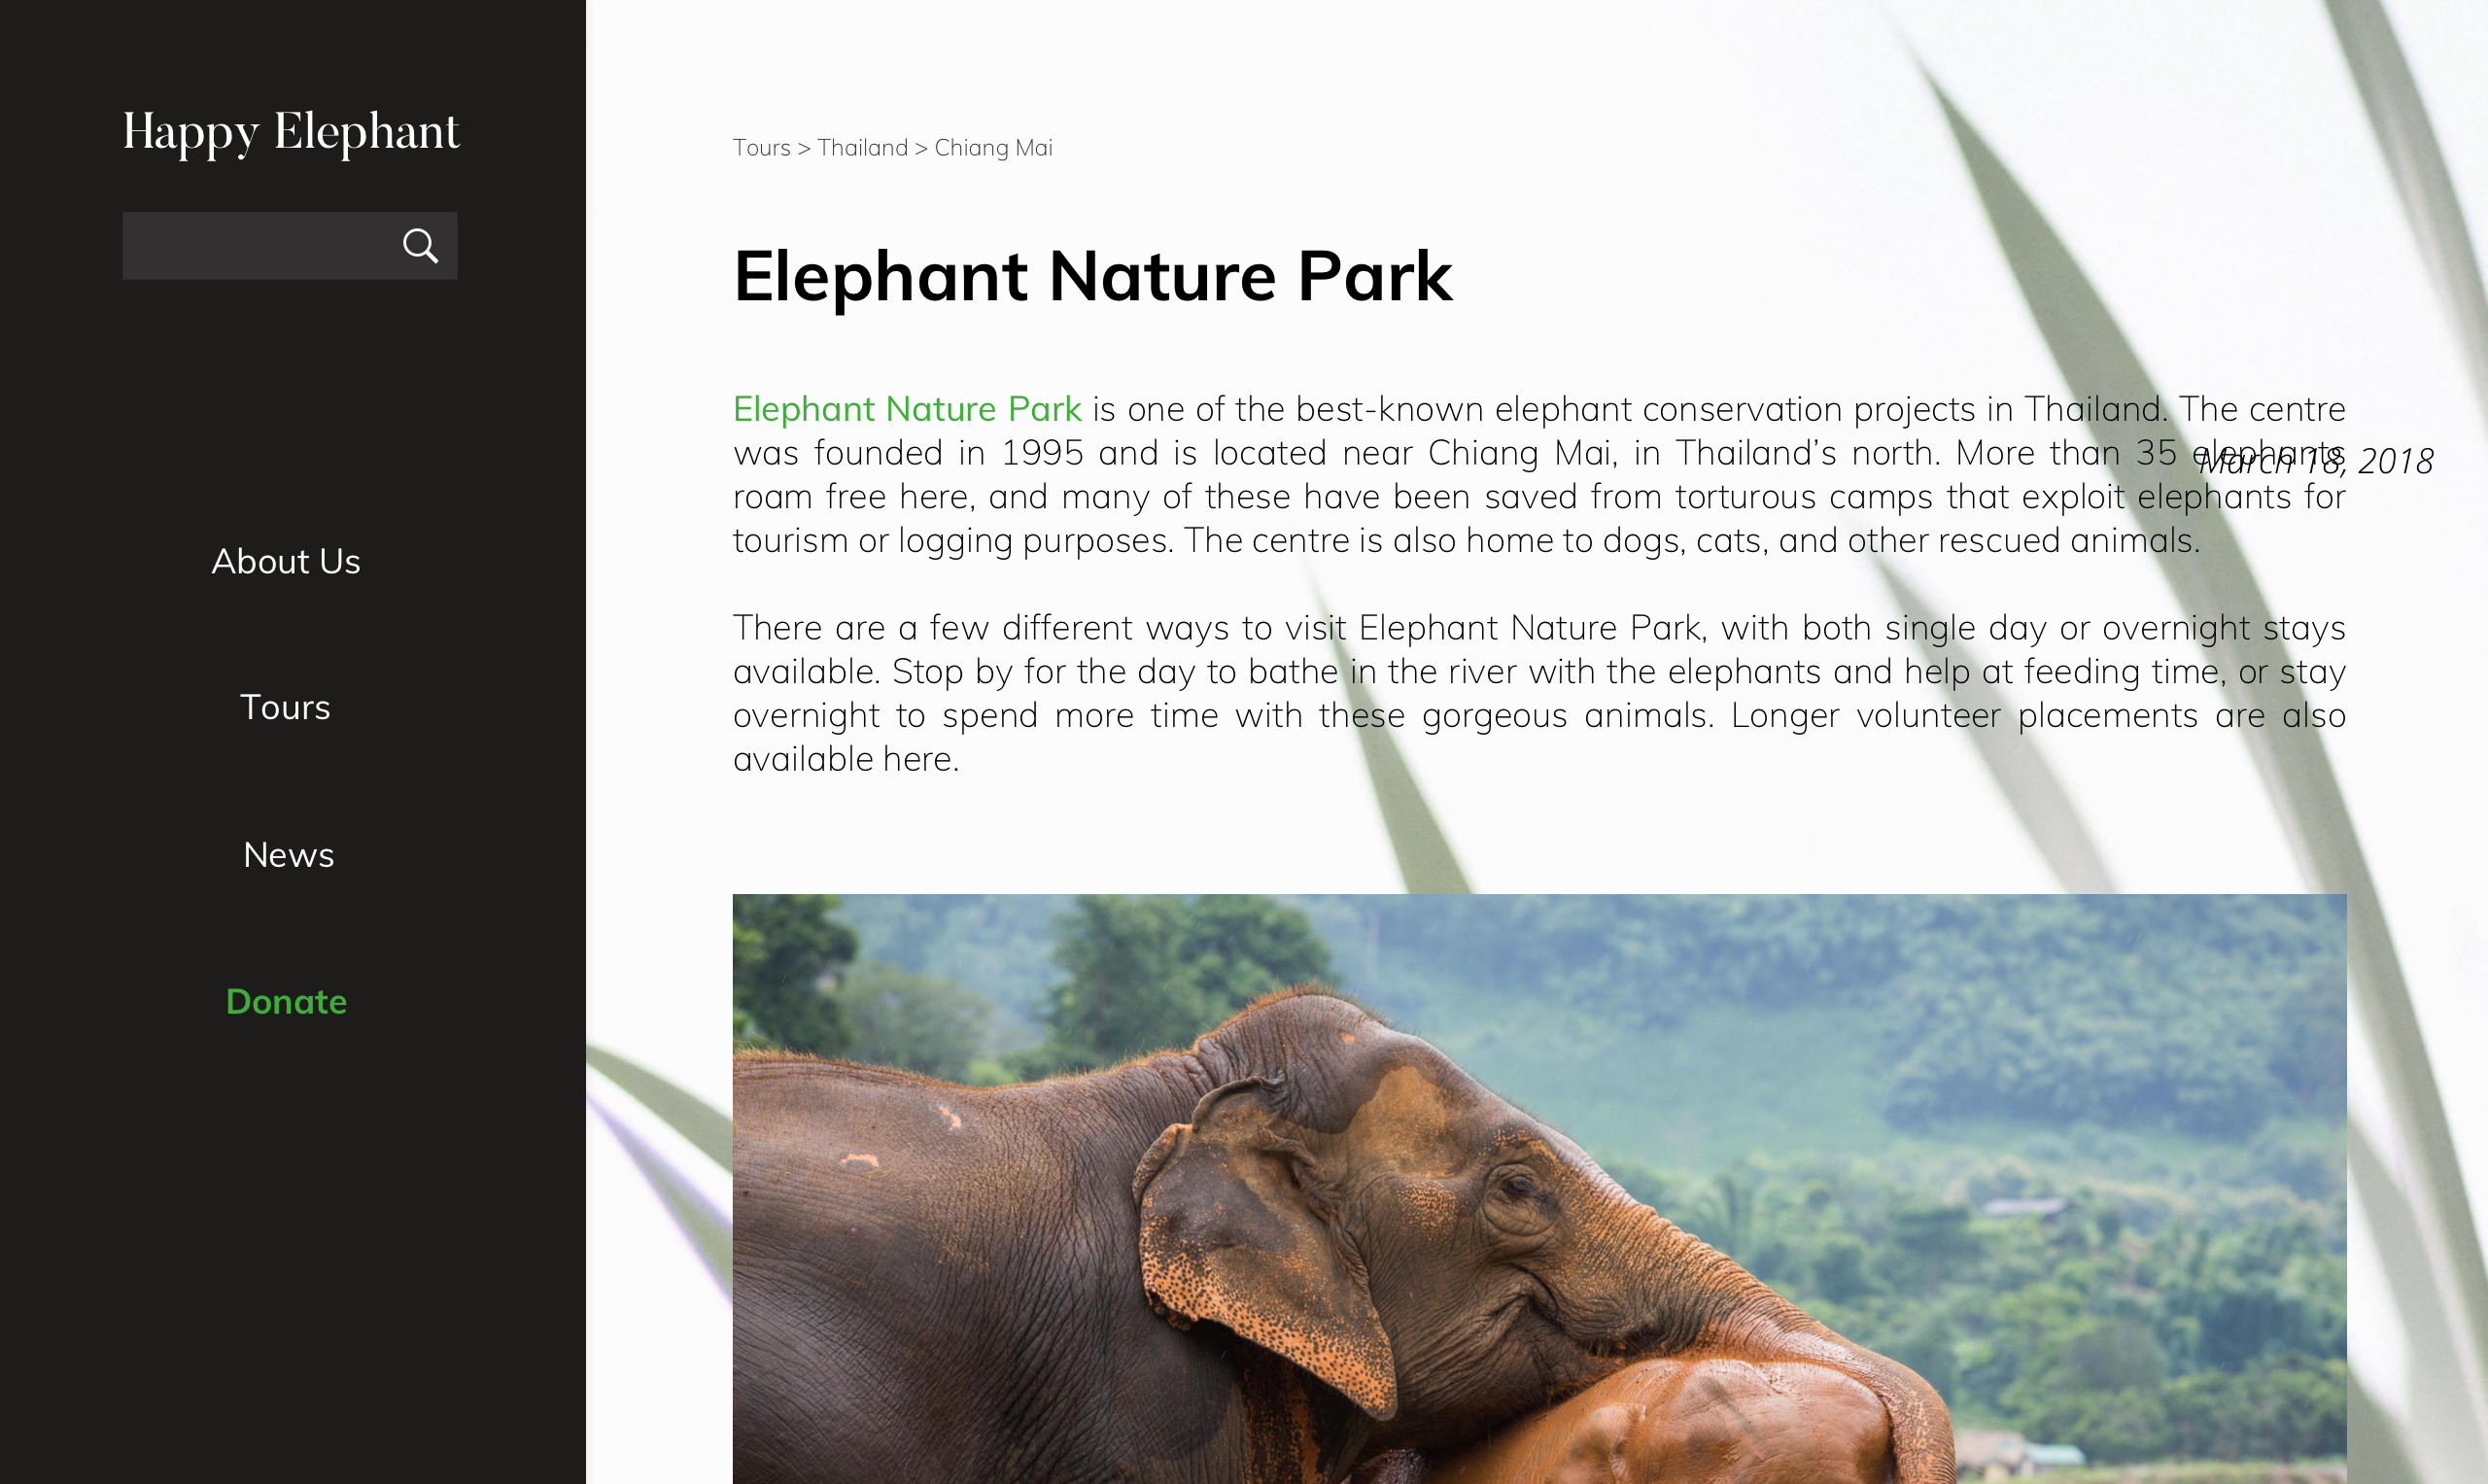 Happy Elephant
About Us
Tours
News
Donate
Tours > Thailand > Chiang Mai
Elephant Nature Park
Elephant Nature Park is one of the best-known elephant conservation projects in Thailand. The centre
was founded in 1995 and is located near Chiang Mai, in Thailand’s north. More than 35 elephants
March 18, 2018
roam free here, and many of these have been saved from torturous camps that exploit elephants for
tourism or logging purposes. The centre is also home to dogs, cats, and other rescued animals.
There are a few different ways to visit Elephant Nature Park, with both single day or overnight stays
available. Stop by for the day to bathe in the river with the elephants and help at feeding time, or stay
overnight to spend more time with these gorgeous animals. Longer volunteer placements are also
available here.